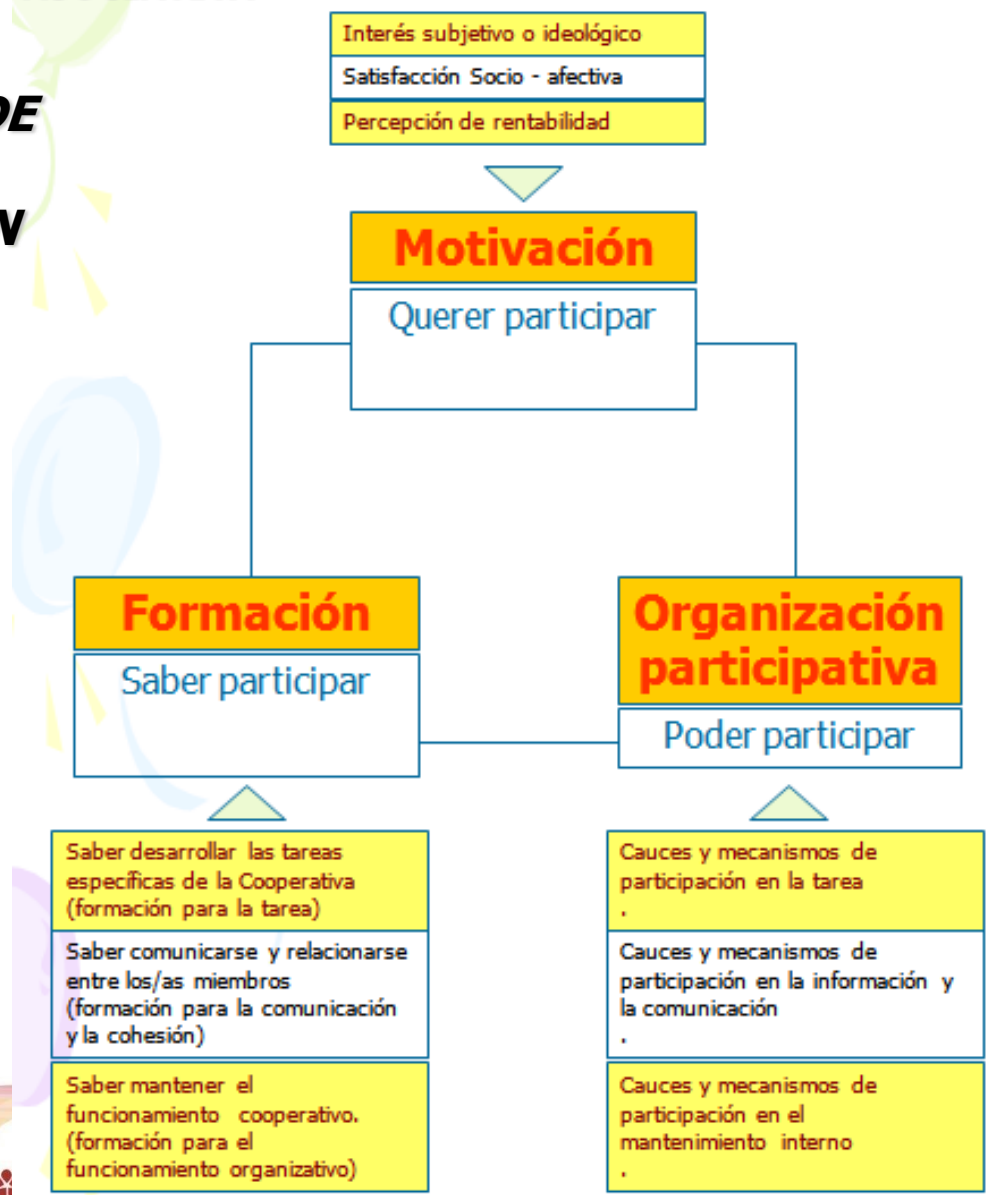 DE
N
Interés subjetivo o ideológico
Satisfacción Socio - afectiva
Percepción de rentabilidad
Motivación
Querer participar
Formación
Saber participar
Organización
participativa
Poder participar
Saber desarrollar las tareas
específicas de la Cooperativa
(formación para la tarea)
Saber comunicarse y relacionarse
entre los/as miembros
(formación para la comunicación
y la cohesión)
Saber mantener el
funcionamiento cooperativo.
(formación para el
funcionamiento organizativo)
Cauces y mecanismos de
participación en la tarea
.
Cauces y mecanismos de
participación en la información y
la comunicación
.
Cauces y mecanismos de
participación en el
mantenimiento interno
.